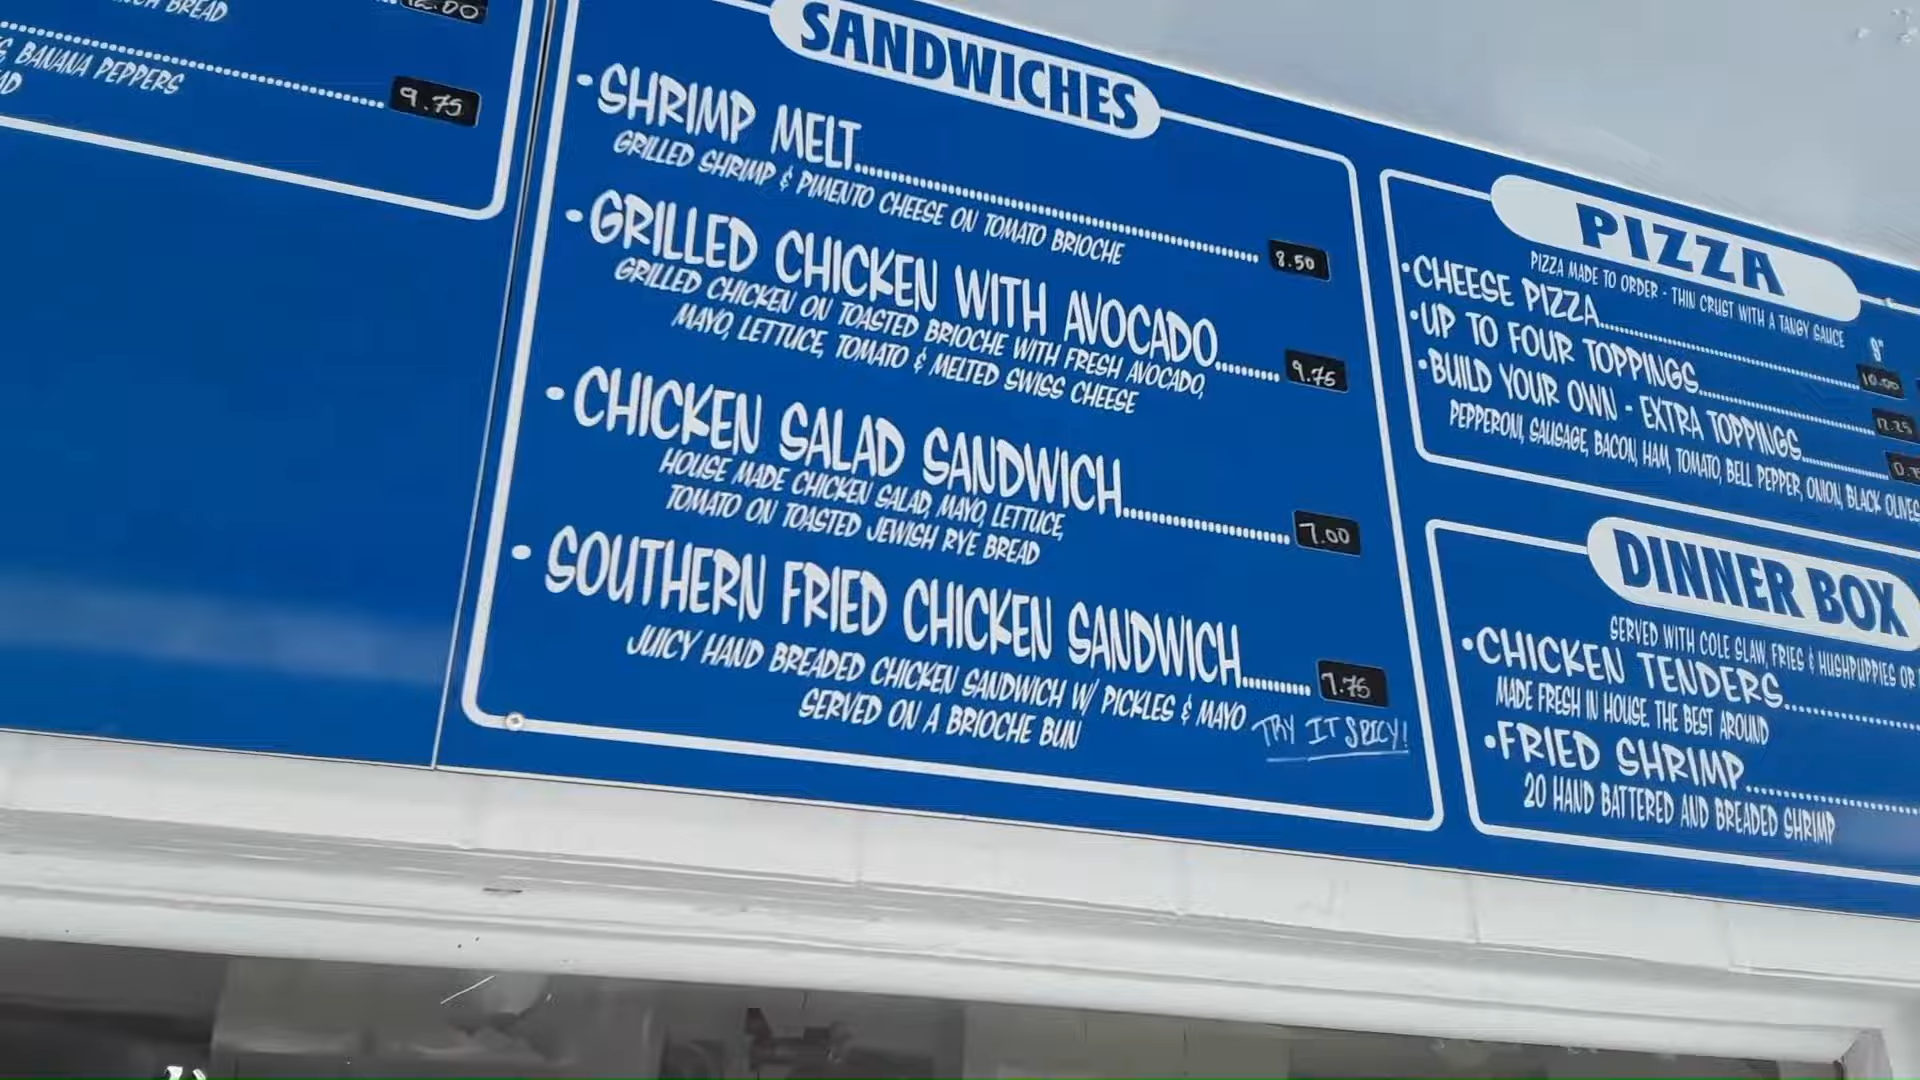 BREAD 12.00
BANANA PEPPERS
9.75
SANDWICHES
•SHRIMP MELT 8.50
GRILLED SHRIMP & PIMENTO CHEESE ON TOMATO BRIOCHE
•GRILLED CHICKEN WITH AVOCADO 9.75
GRILLED CHICKEN ON TOASTED BRIOCHE WITH FRESH AVOCADO,
MAYO, LETTUCE, TOMATO & MELTED SWISS CHEESE
•CHICKEN SALAD SANDWICH 7.00
HOUSE MADE CHICKEN SALAD, MAYO, LETTUCE,
TOMATO ON TOASTED JEWISH RYE BREAD
•SOUTHERN FRIED CHICKEN SANDWICH 7.75
JUICY HAND BREADED CHICKEN SANDWICH W/ PICKLES & MAYO
SERVED ON A BRIOCHE BUN
TRY IT SPICY!
PIZZA
PIZZA MADE TO ORDER - THIN CRUST WITH A TANGY SAUCE
•CHEESE PIZZA 10.00
•UP TO FOUR TOPPINGS 12.25
•BUILD YOUR OWN - EXTRA TOPPINGS
PEPPERONI, SAUSAGE, BACON, HAM, TOMATO, BELL PEPPER, ONION, BLACK OLIVES
DINNER BOX
SERVED WITH COLE SLAW, FRIES & HUSHPUPPIES OR
•CHICKEN TENDERS
MADE FRESH IN HOUSE. THE BEST AROUND
•FRIED SHRIMP
20 HAND BATTERED AND BREADED SHRIMP